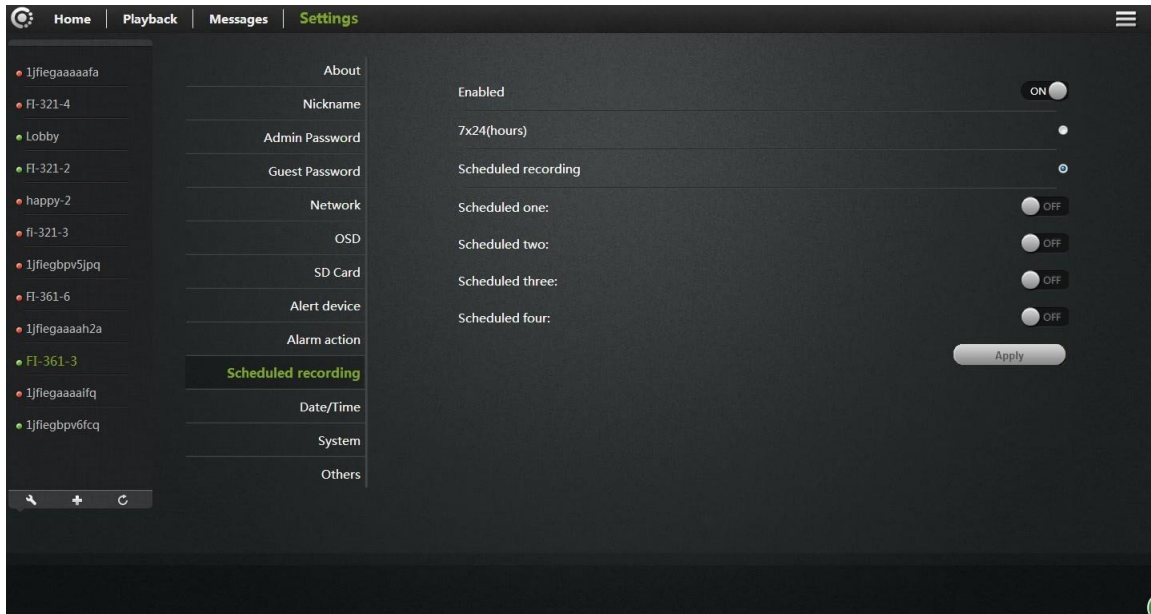 Home Playback Messages Settings
1jfiegaaaaafa
FI-321-4
Lobby
FI-321-2
happy-2
fi-321-3
1jfiegbpv5jpq
FI-361-6
1jfiegaaaah2a
FI-361-3
1jfiegaaaaifq
1jfiegbpv6fcq
About
Nickname
Admin Password
Guest Password
Network
OSD
SD Card
Alert device
Alarm action
Scheduled recording
Date/Time
System
Others
Enabled ON
7x24(hours)
Scheduled recording
Scheduled one: OFF
Scheduled two: OFF
Scheduled three: OFF
Scheduled four: OFF
Apply